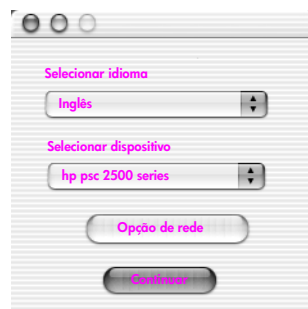 Selecionar idioma
Inglês
Selecionar dispositivo
hp psc 2500 series
Opção de rede
Continuar